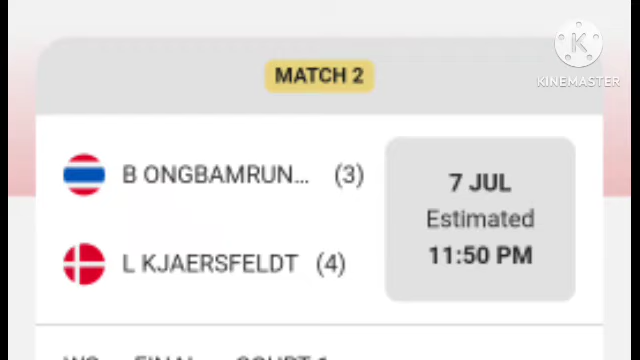 K
KINEMASTER
MATCH 2
B ONGBAMRUN... (3)
L KJAERSFELDT (4)
7 JUL
Estimated
11:50 PM